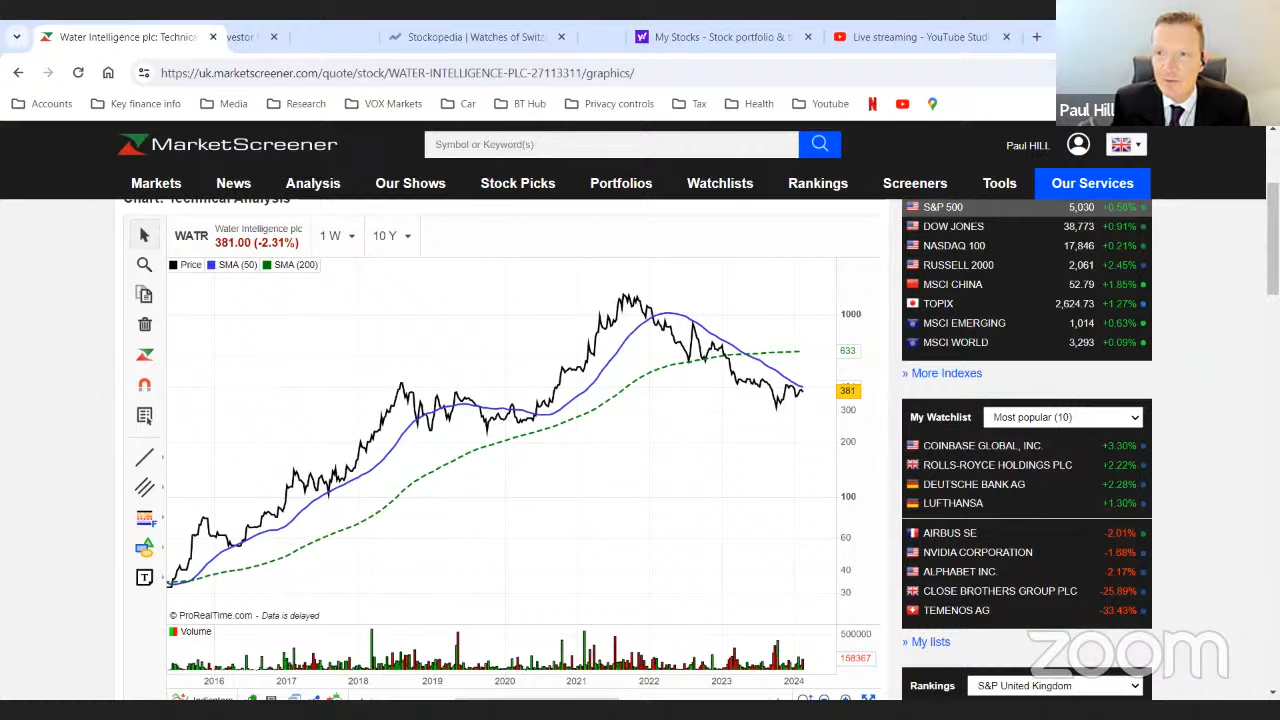 Water Intelligence plc: Technica
vestor
Stockopedia | Watches of Switz
My Stocks - Stock portfolio & t
Live streaming - YouTube Studi
https://uk.marketscreener.com/quote/stock/WATER-INTELLIGENCE-PLC-27113311/graphics/
Accounts
Key finance info
Media
Research
VOX Markets
Car
BT Hub
Privacy controls
Tax
Health
Youtube
Paul Hill
MarketScreener
Symbol or Keyword(s)
Paul HILL
Markets
News
Analysis
Our Shows
Stock Picks
Portfolios
Watchlists
Rankings
Screeners
Tools
Our Services
Chart: Technical Analysis
WATR
Water Intelligence plc
381.00 (-2.31%)
1 W
10 Y
Price
SMA (50)
SMA (200)
1000
633
381
300
200
100
60
40
30
© ProRealTime.com - Data is delayed
Volume
500000
158367
2016 2017 2018 2019 2020 2021 2022 2023 2024
Indicators
S&P 500 5,030 +0.58%
DOW JONES 38,773 +0.91%
NASDAQ 100 17,846 +0.21%
RUSSELL 2000 2,061 +2.45%
MSCI CHINA 52.79 +1.85%
TOPIX 2,624.73 +1.27%
MSCI EMERGING 1,014 +0.63%
MSCI WORLD 3,293 +0.09%
» More Indexes
My Watchlist
Most popular (10)
COINBASE GLOBAL, INC. +3.30%
ROLLS-ROYCE HOLDINGS PLC +2.22%
DEUTSCHE BANK AG +2.28%
LUFTHANSA +1.30%
AIRBUS SE -2.01%
NVIDIA CORPORATION -1.68%
ALPHABET INC. -2.17%
CLOSE BROTHERS GROUP PLC -25.89%
TEMENOS AG -33.43%
» My lists
zoom
Rankings
S&P United Kingdom